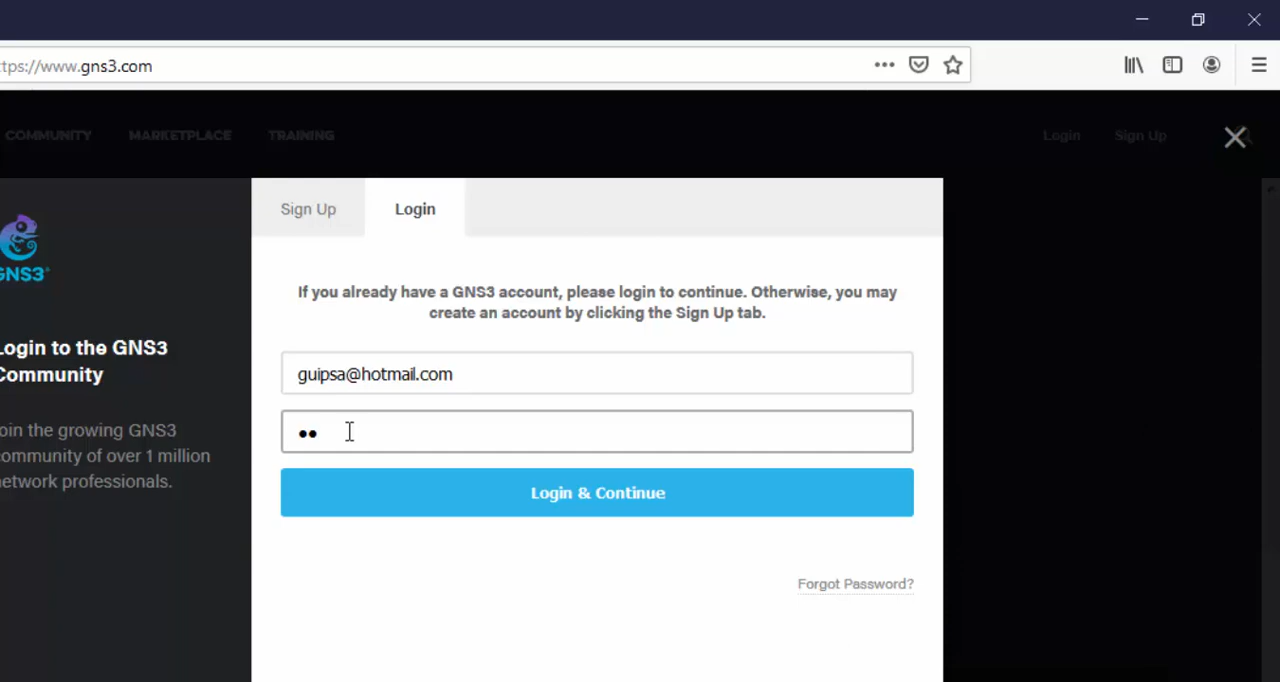 ttps://www.gns3.com
COMMUNITY MARKETPLACE TRAINING Login Sign Up
Sign Up Login
GNS3
If you already have a GNS3 account, please login to continue. Otherwise, you may
create an account by clicking the Sign Up tab.
Login to the GNS3
Community
guipsa@hotmail.com
oin the growing GNS3
ommunity of over 1 million
etwork professionals.
Login & Continue
Forgot Password?